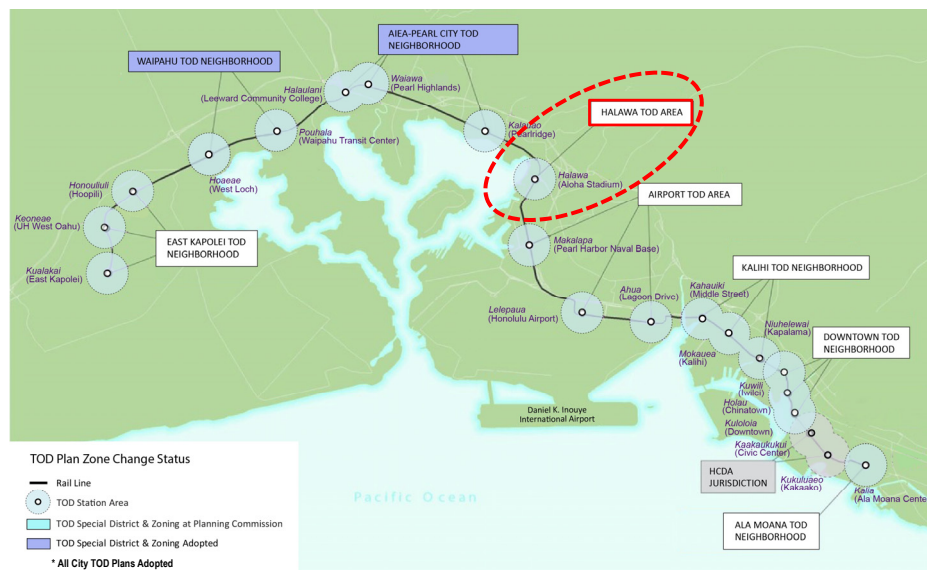 AIEA-PEARL CITY TOD
NEIGHBORHOOD
WAIPAHU TOD NEIGHBORHOOD
Halaulani
(Leeward Community College)
Waiawa
(Pearl Highlands)
HALAWA TOD AREA
Kalauao
(Pearlridge)
Pouhala
(Waipahu Transit Center)
Hoaeae
(West Loch)
Halawa
(Aloha Stadium)
Honouliuli
(Hoopili)
AIRPORT TOD AREA
Keoneae
(UH West Oahu)
EAST KAPOLEI TOD
NEIGHBORHOOD
Makalapa
(Pearl Harbor Naval Base)
Kualakai
(East Kapolei)
KALIHI TOD NEIGHBORHOOD
Kahauiki
(Middle Street)
Ahua
(Lagoon Drive)
Lelepaua
(Honolulu Airport)
Niuhelewai
(Kapalama)
DOWNTOWN TOD
NEIGHBORHOOD
Mokauea
(Kalihi)
Kuwili
(Iwilei)
Holau
(Chinatown)
Kuloloia
(Downtown)
Daniel K. Inouye
International Airport
Kaakaukukui
(Civic Center)
HCDA
JURISDICTION
Kukuluaeo
(Kakaako)
Kalia
(Ala Moana Center
ALA MOANA TOD
NEIGHBORHOOD
Pacific Ocean
TOD Plan Zone Change Status
Rail Line
TOD Station Area
TOD Special District & Zoning at Planning Commission
TOD Special District & Zoning Adopted
* All City TOD Plans Adopted